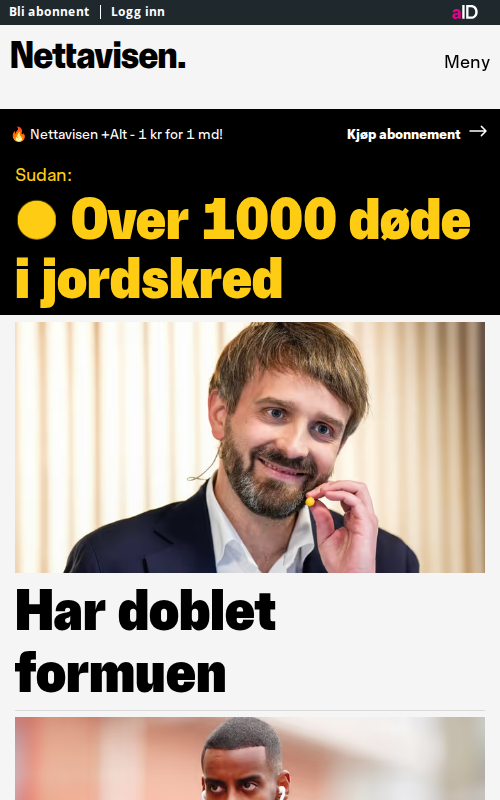 Bli abonnent
Logg inn
aID
Nettavisen.
Meny
🔥 Nettavisen +Alt - 1 kr for 1 md!
Kjøp abonnement →
Sudan:
Over 1000 døde
i jordskred
Har doblet
formuen